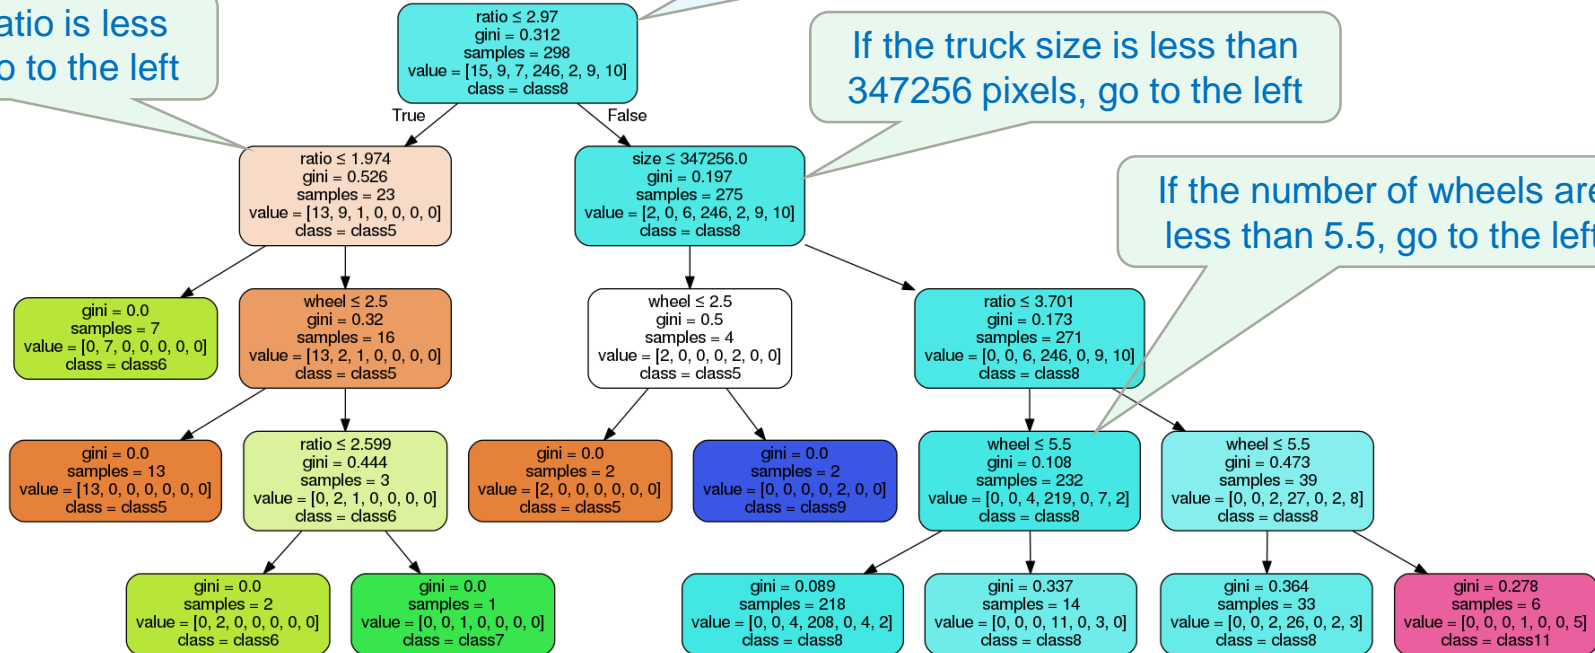 ratio ≤ 2.97
gini = 0.312
samples = 298
value = [15, 9, 7, 246, 2, 9, 10]
class = class8
is less
to the left
If the truck size is less than
347256 pixels, go to the left
True
False
ratio ≤ 1.974
gini = 0.526
samples = 23
value = [13, 9, 1, 0, 0, 0, 0]
class = class5
size ≤ 347256.0
gini = 0.197
samples = 275
value = [2, 0, 6, 246, 2, 9, 10]
class = class8
If the number of wheels are
less than 5.5, go to the left
gini = 0.0
samples = 7
value = [0, 7, 0, 0, 0, 0, 0]
class = class6
wheel ≤ 2.5
gini = 0.32
samples = 16
value = [13, 2, 1, 0, 0, 0, 0]
class = class5
wheel ≤ 2.5
gini = 0.5
samples = 4
value = [2, 0, 0, 0, 2, 0, 0]
class = class5
ratio ≤ 3.701
gini = 0.173
samples = 271
value = [0, 0, 6, 246, 0, 9, 10]
class = class8
gini = 0.0
samples = 13
value = [13, 0, 0, 0, 0, 0, 0]
class = class5
ratio ≤ 2.599
gini = 0.444
samples = 3
value = [0, 2, 1, 0, 0, 0, 0]
class = class6
gini = 0.0
samples = 2
value = [2, 0, 0, 0, 0, 0, 0]
class = class5
gini = 0.0
samples = 2
value = [0, 0, 0, 0, 2, 0, 0]
class = class9
wheel ≤ 5.5
gini = 0.108
samples = 232
value = [0, 0, 4, 219, 0, 7, 2]
class = class8
wheel ≤ 5.5
gini = 0.473
samples = 39
value = [0, 0, 2, 27, 0, 2, 8]
class = class8
gini = 0.0
samples = 2
value = [0, 2, 0, 0, 0, 0, 0]
class = class6
gini = 0.0
samples = 1
value = [0, 0, 1, 0, 0, 0, 0]
class = class7
gini = 0.089
samples = 218
value = [0, 0, 4, 208, 0, 4, 2]
class = class8
gini = 0.337
samples = 14
value = [0, 0, 0, 11, 0, 3, 0]
class = class8
gini = 0.364
samples = 33
value = [0, 0, 2, 26, 0, 2, 3]
class = class8
gini = 0.278
samples = 6
value = [0, 0, 0, 1, 0, 0, 5]
class = class11